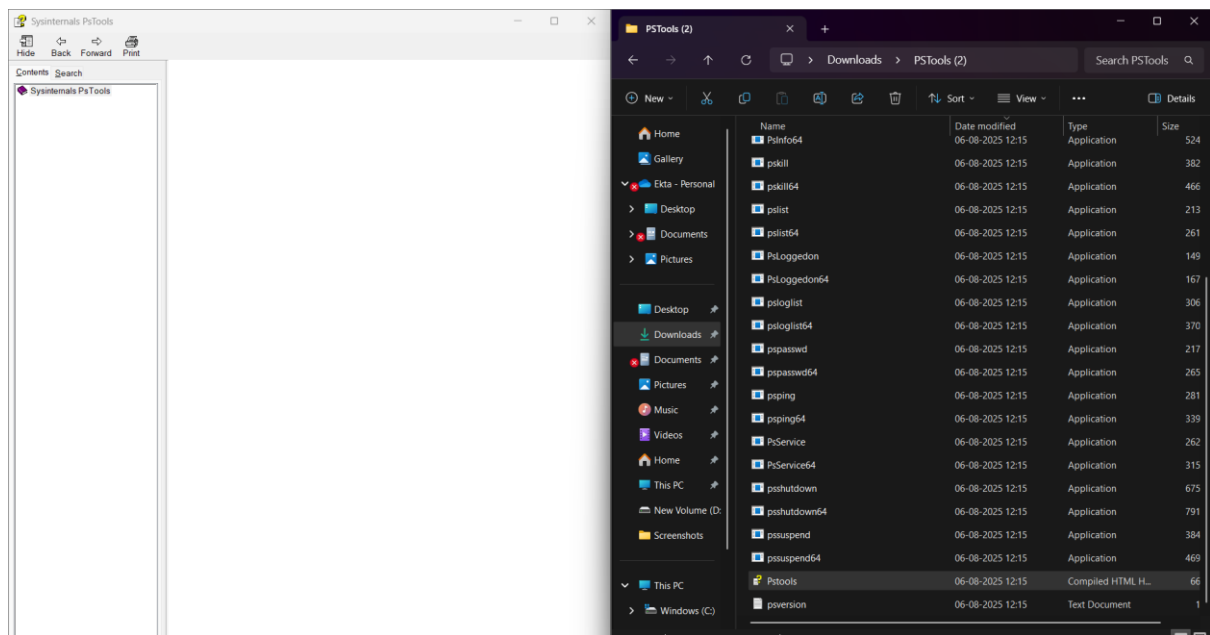 Sysinternals PsTools
Hide Back Forward Print
Contents Search
Sysinternals PsTools
PSTools (2)
Downloads > PSTools (2)
Search PSTools
New Sort View Details
Home
Gallery
Ekta - Personal
Desktop
Documents
Pictures
Desktop
Downloads
Documents
Pictures
Music
Videos
Home
This PC
New Volume (D:
Screenshots
This PC
Windows (C:)
Name Date modified Type Size
PsInfo64 06-08-2025 12:15 Application 524
pskill 06-08-2025 12:15 Application 382
pskill64 06-08-2025 12:15 Application 466
pslist 06-08-2025 12:15 Application 213
pslist64 06-08-2025 12:15 Application 261
PsLoggedon 06-08-2025 12:15 Application 149
PsLoggedon64 06-08-2025 12:15 Application 167
psloglist 06-08-2025 12:15 Application 306
psloglist64 06-08-2025 12:15 Application 370
pspasswd 06-08-2025 12:15 Application 217
pspasswd64 06-08-2025 12:15 Application 265
psping 06-08-2025 12:15 Application 281
psping64 06-08-2025 12:15 Application 339
PsService 06-08-2025 12:15 Application 262
PsService64 06-08-2025 12:15 Application 315
psshutdown 06-08-2025 12:15 Application 675
psshutdown64 06-08-2025 12:15 Application 791
pssuspend 06-08-2025 12:15 Application 384
pssuspend64 06-08-2025 12:15 Application 469
Pstools 06-08-2025 12:15 Compiled HTML H... 66
psversion 06-08-2025 12:15 Text Document 1